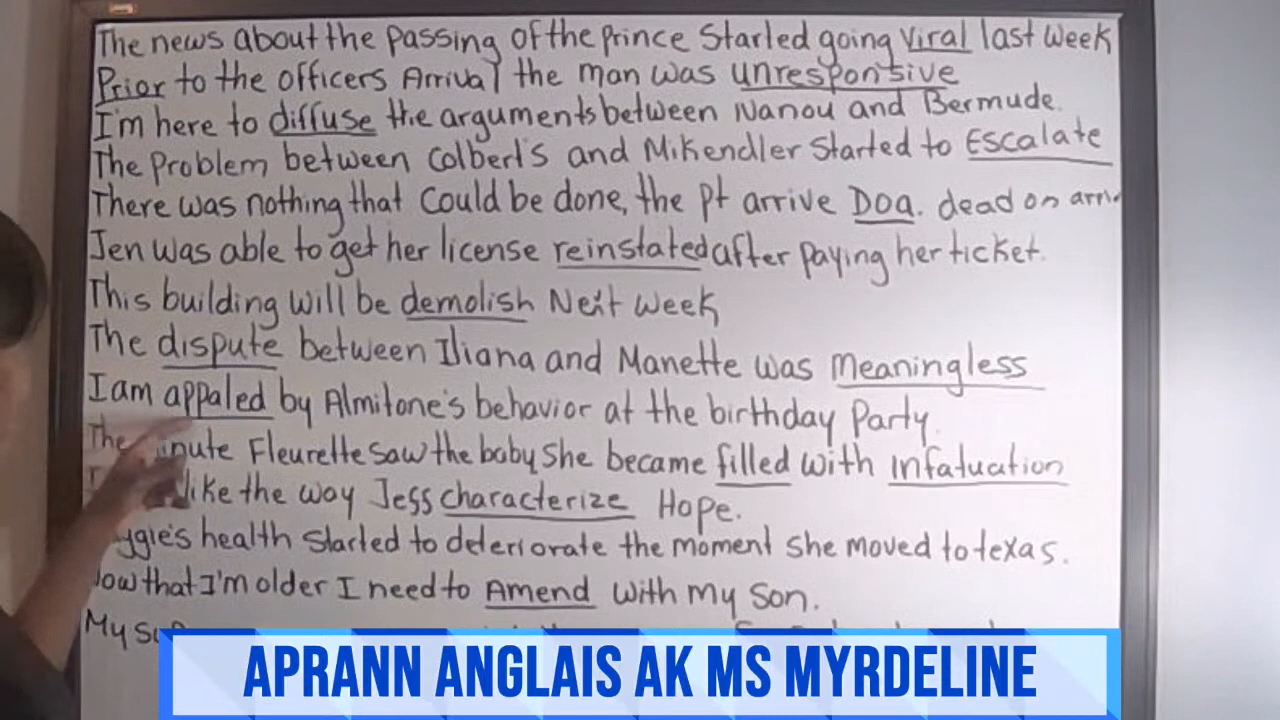 The news about the passing of the prince Started going Viral last week
Prior to the officers Arrival the man was unresponsive
I'm here to diffuse the arguments between Nanou and Bermude.
The Problem between Colbert's and Mikendler Started to Escalate
There was nothing that Could be done, the Pt arrive Doa. dead on
Jen was able to get her license reinstated after paying her ticket.
This building will be demolish Next week
The dispute between Iliana and Manette was Meaningless
I am appaled by Almitone's behavior at the birthday Party.
The Fleurette saw the baby She became filled with Infatuation
like the way Jess characterize Hope.
health started to deteriorate the moment she moved to texas.
that I'm older I need to Amend with my Son.
My
APRANN ANGLAIS AK MS MYRDELINE